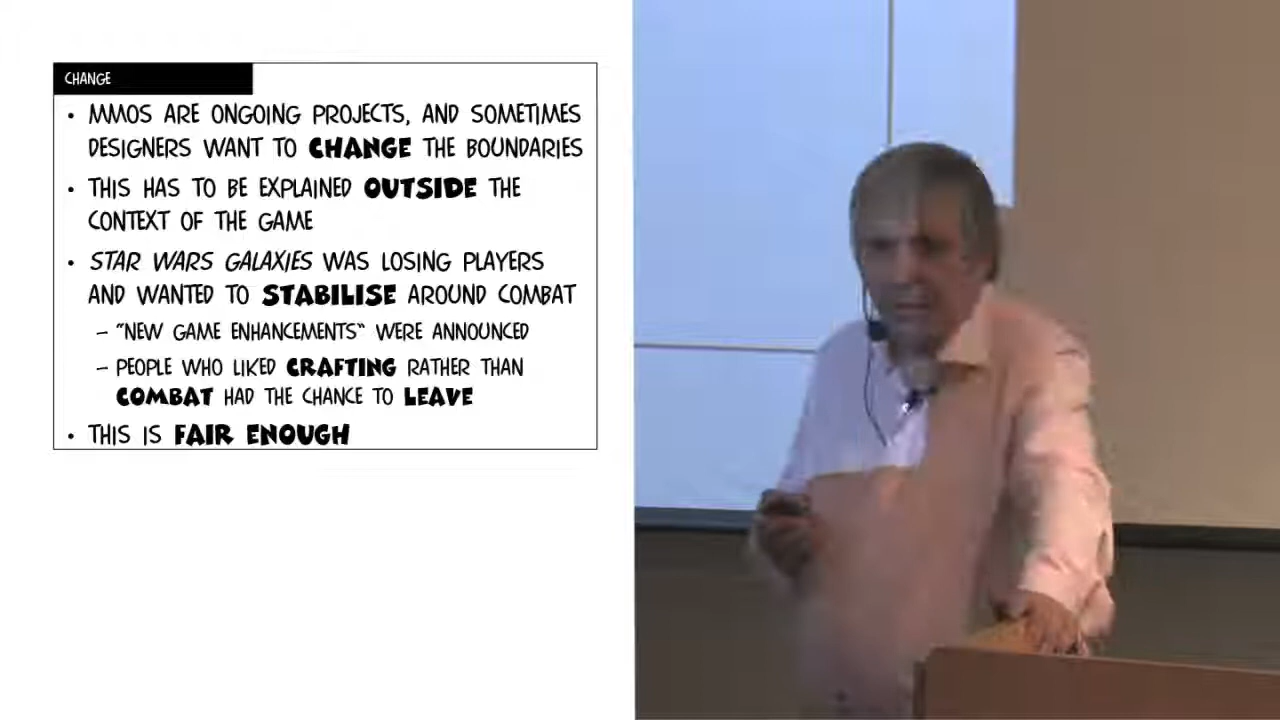 CHANGE
• MMOS ARE ONGOING PROJECTS, AND SOMETIMES
DESIGNERS WANT TO CHANGE THE BOUNDARIES
• THIS HAS TO BE EXPLAINED OUTSIDE THE
CONTEXT OF THE GAME
• STAR WARS GALAXIES WAS LOSING PLAYERS
AND WANTED TO STABILISE AROUND COMBAT
– "NEW GAME ENHANCEMENTS" WERE ANNOUNCED
– PEOPLE WHO LIKED CRAFTING RATHER THAN
COMBAT HAD THE CHANCE TO LEAVE
• THIS IS FAIR ENOUGH